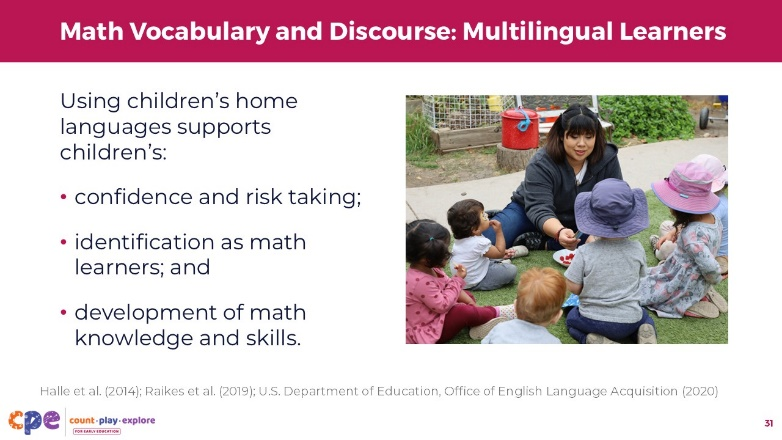 Math Vocabulary and Discourse: Multilingual Learners
Using children’s home
languages supports
children’s:
• confidence and risk taking;
• identification as math
learners; and
• development of math
knowledge and skills.
Halle et al. (2014); Raikes et al. (2019); U.S. Department of Education, Office of English Language Acquisition (2020)
cpe
count·play·explore
FOR EARLY EDUCATION
31